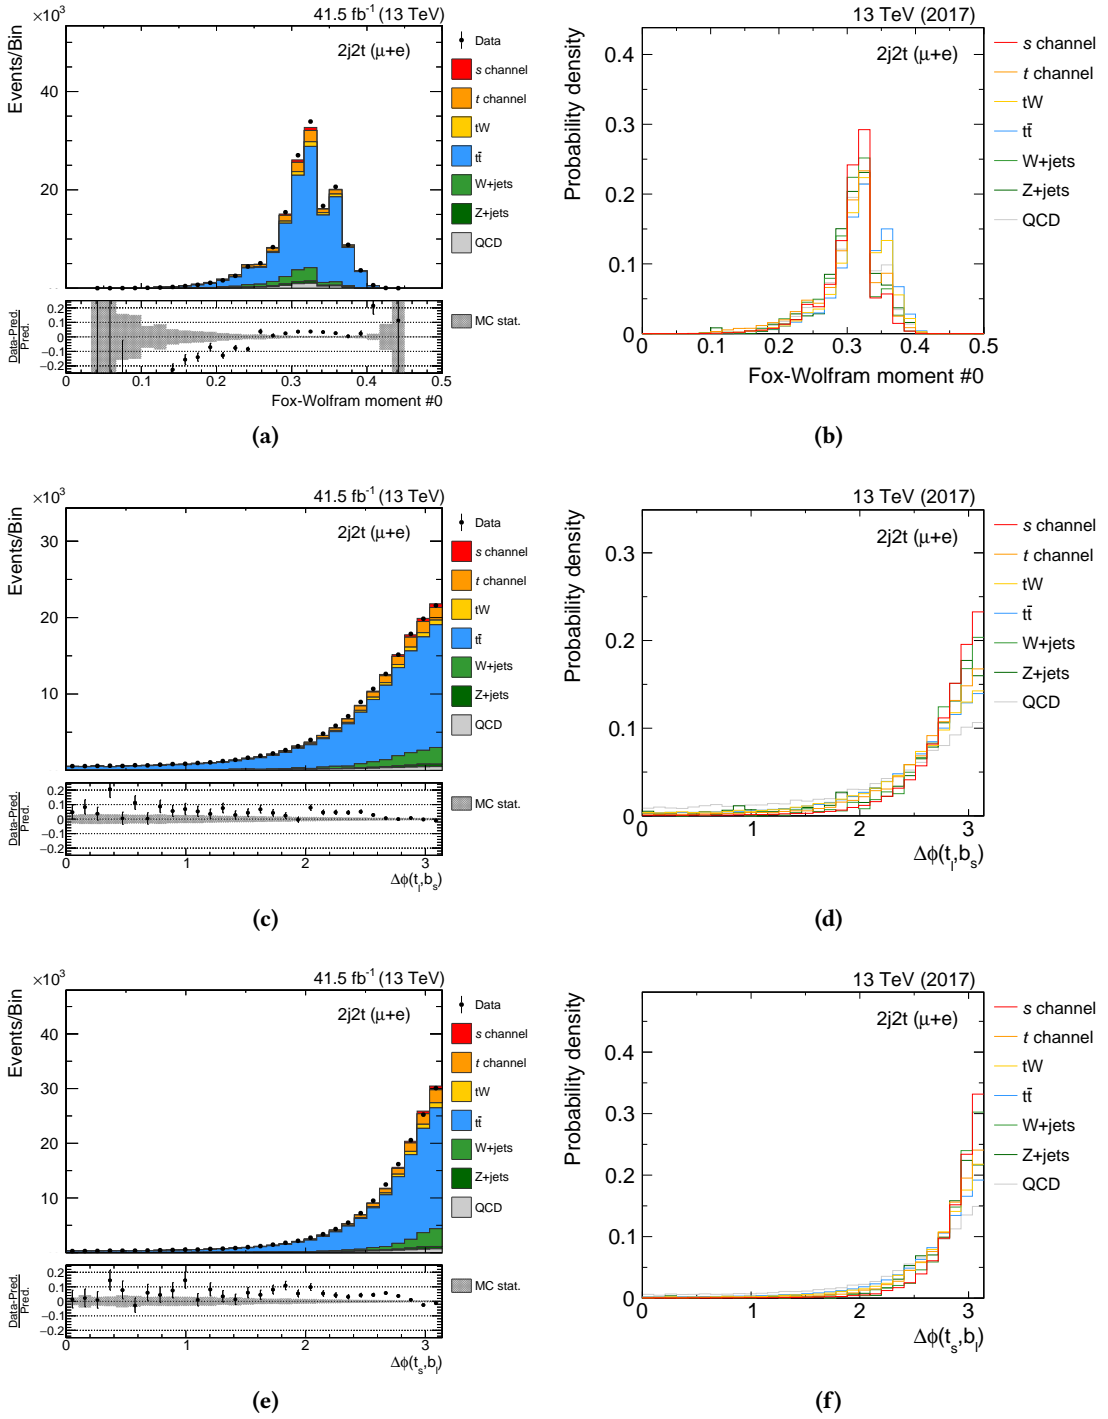 ×10³ 41.5 fb⁻¹ (13 TeV)
Events/Bin
2j2t (μ+e)
40
20
Data
s channel
t channel
tW
tt̄
W+jets
Z+jets
QCD
Data-Pred.
Pred.
0.2
0.1
0
−0.1
−0.2
MC stat.
0 0.1 0.2 0.3 0.4 0.5
Fox-Wolfram moment #0
(a)
13 TeV (2017)
Probability density
2j2t (μ+e)
0.4
0.3
0.2
0.1
0
s channel
t channel
tW
tt̄
W+jets
Z+jets
QCD
0 0.1 0.2 0.3 0.4 0.5
Fox-Wolfram moment #0
(b)
×10³ 41.5 fb⁻¹ (13 TeV)
Events/Bin
2j2t (μ+e)
30
20
10
Data
s channel
t channel
tW
tt̄
W+jets
Z+jets
QCD
Data-Pred.
Pred.
0.2
0.1
0
−0.1
−0.2
MC stat.
0 1 2 3
Δϕ(tₗ,bₛ)
(c)
13 TeV (2017)
Probability density
2j2t (μ+e)
0.3
0.2
0.1
0
s channel
t channel
tW
tt̄
W+jets
Z+jets
QCD
0 1 2 3
Δϕ(tₗ,bₛ)
(d)
×10³ 41.5 fb⁻¹ (13 TeV)
Events/Bin
2j2t (μ+e)
40
30
20
10
Data
s channel
t channel
tW
tt̄
W+jets
Z+jets
QCD
Data-Pred.
Pred.
0.2
0.1
0
−0.1
−0.2
MC stat.
0 1 2 3
Δϕ(tₛ,bₗ)
(e)
13 TeV (2017)
Probability density
2j2t (μ+e)
0.4
0.3
0.2
0.1
0
s channel
t channel
tW
tt̄
W+jets
Z+jets
QCD
0 1 2 3
Δϕ(tₛ,bₗ)
(f)